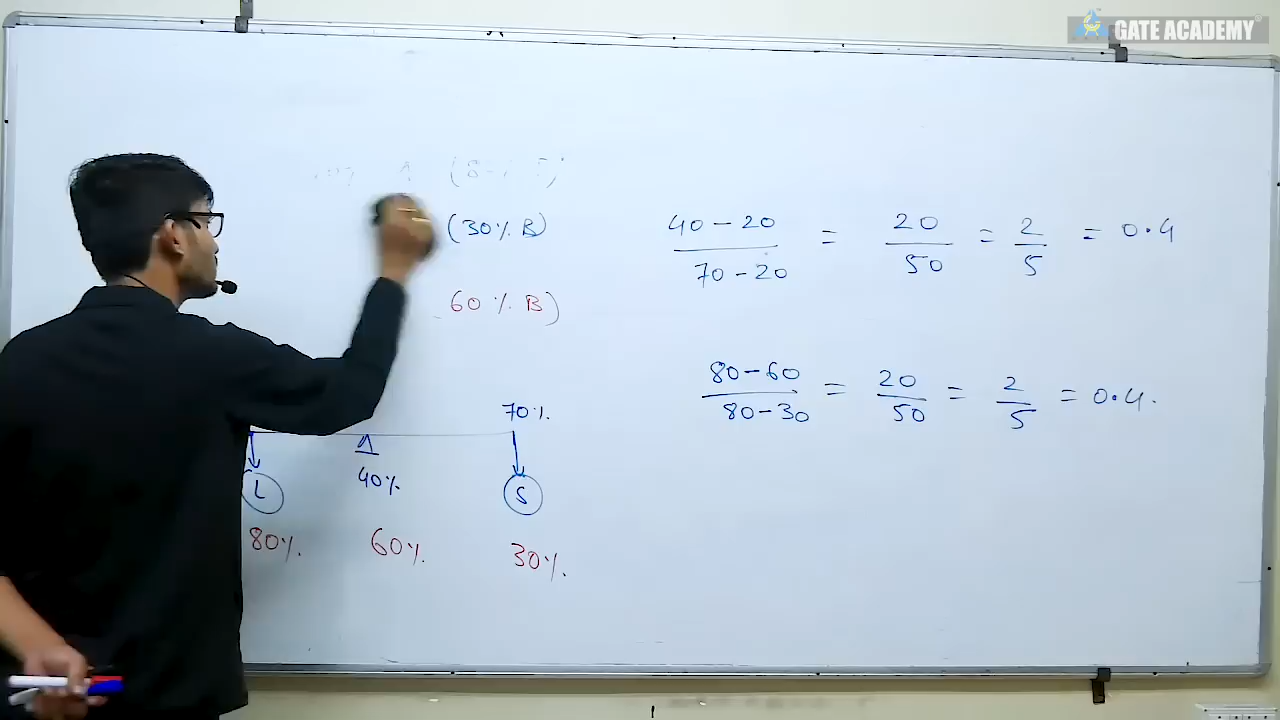 GATE ACADEMY
(30% B)
60% B)
40 - 20 / 70 - 20 = 20 / 50 = 2 / 5 = 0.4
80 - 60 / 80 - 30 = 20 / 50 = 2 / 5 = 0.4.
70%.
L 40%. S
80%. 60%. 30%.